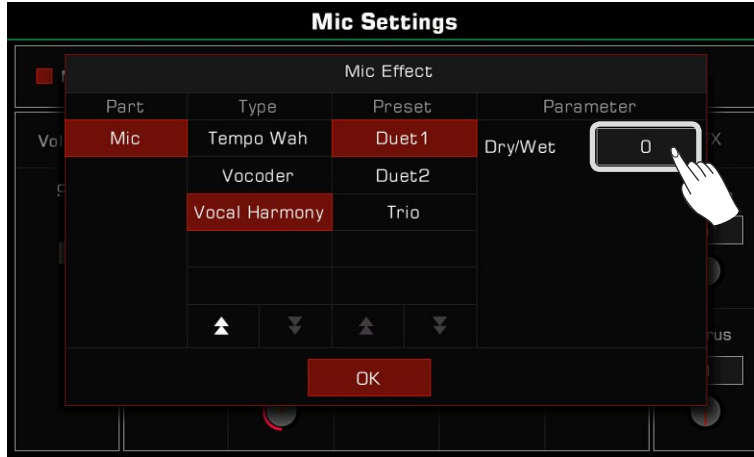 Mic Settings
Mic Effect
Part Type Preset Parameter
Mic Tempo Wah Duet1 Dry/Wet 0
Vocoder Duet2
Vocal Harmony Trio
OK